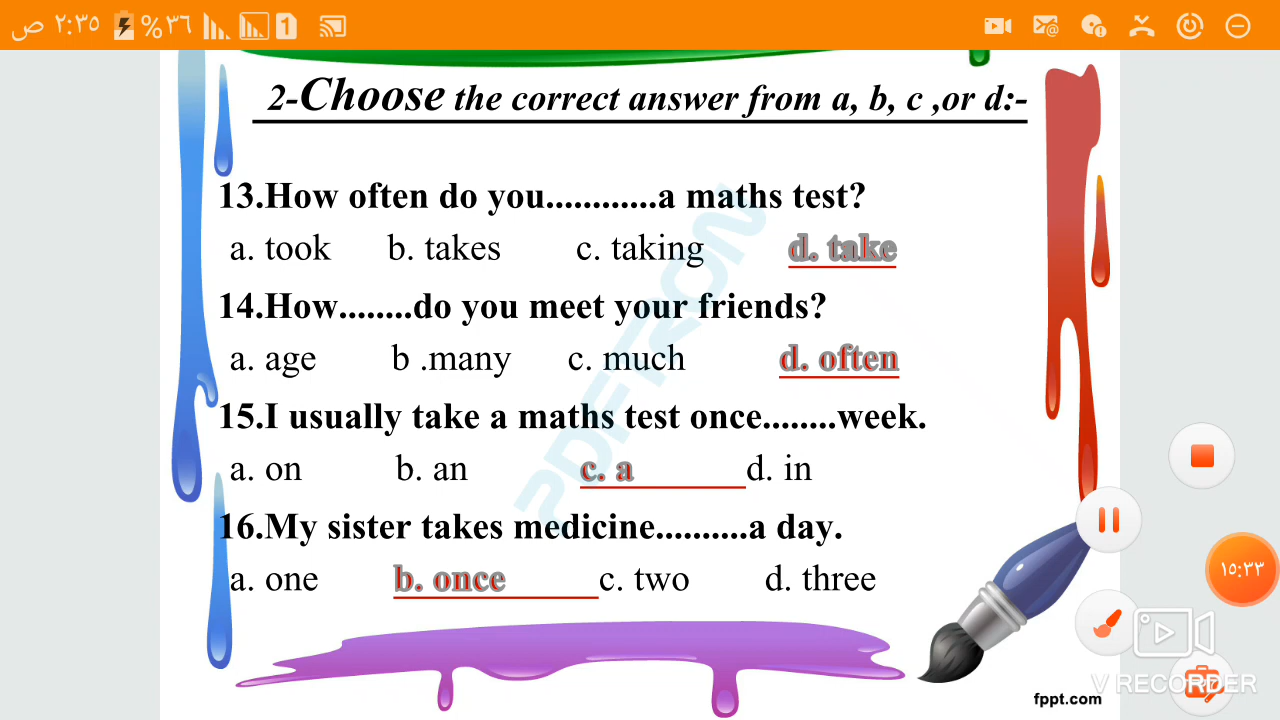 ص ٢:٣٥ %٣٦ 1
2-Choose the correct answer from a, b, c ,or d:-
13.How often do you............a maths test?
a. took b. takes c. taking d. take
14.How........do you meet your friends?
a. age b .many c. much d. often
15.I usually take a maths test once........week.
a. on b. an c. a d. in
16.My sister takes medicine..........a day.
a. one b. once c. two d. three
PDFTRON
١٥:٣٣
V RECORDER
fppt.com